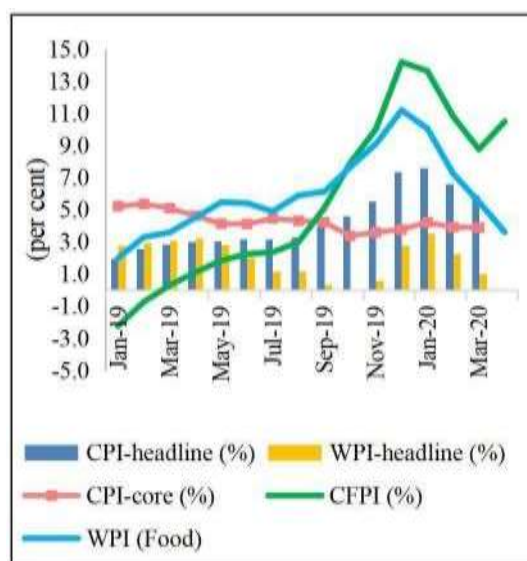 (per cent)
15.0
13.0
11.0
9.0
7.0
5.0
3.0
1.0
-1.0
-3.0
-5.0
Jan-19
Mar-19
May-19
Jul-19
Sep-19
Nov-19
Jan-20
Mar-20
CPI-headline (%)
WPI-headline (%)
CPI-core (%)
CFPI (%)
WPI (Food)